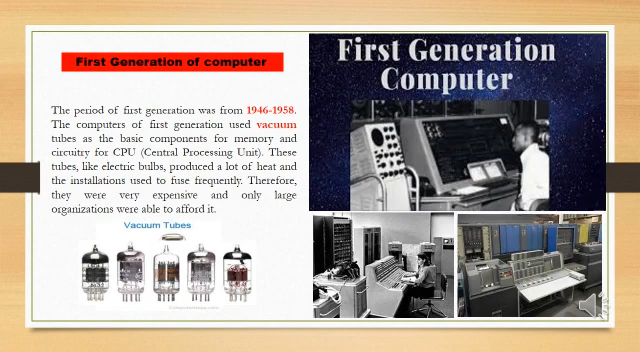 First Generation of computer
The period of first generation was from 1946-1958.
The computers of first generation used vacuum
tubes as the basic components for memory and
circuitry for CPU (Central Processing Unit). These
tubes, like electric bulbs, produced a lot of heat and
the installations used to fuse frequently. Therefore,
they were very expensive and only large
organizations were able to afford it.
Vacuum Tubes
First Generation
Computer